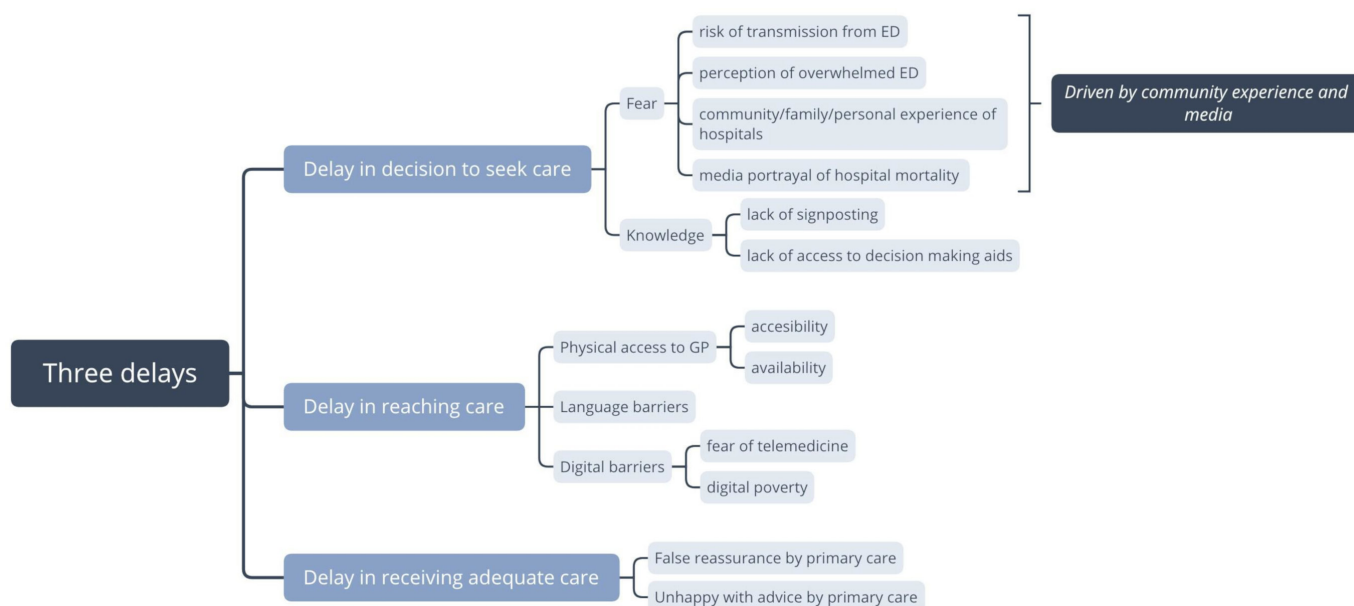 Three delays
Delay in decision to seek care
Fear
risk of transmission from ED
perception of overwhelmed ED
community/family/personal experience of
hospitals
media portrayal of hospital mortality
Driven by community experience and
media
Knowledge
lack of signposting
lack of access to decision making aids
Delay in reaching care
Physical access to GP
accesibility
availability
Language barriers
Digital barriers
fear of telemedicine
digital poverty
Delay in receiving adequate care
False reassurance by primary care
Unhappy with advice by primary care